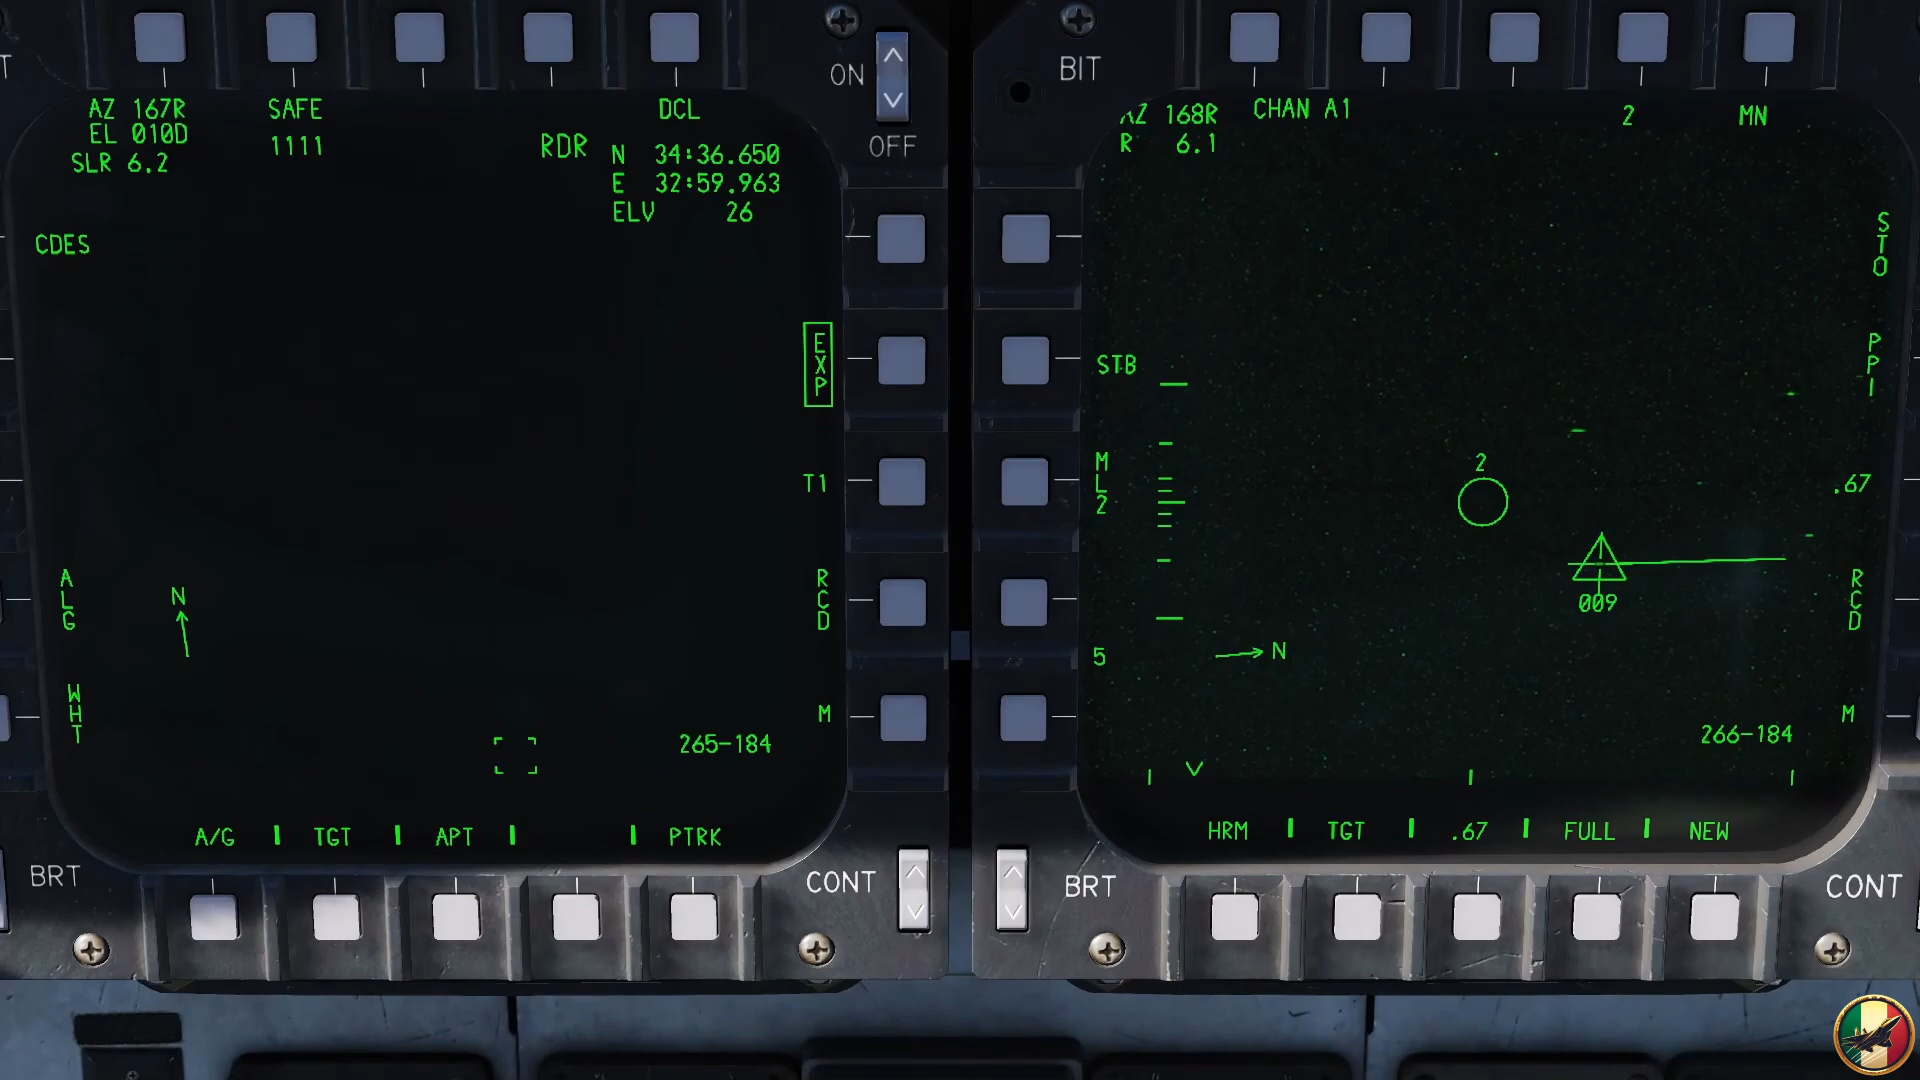 ON
OFF
BIT
AZ 167R
SAFE
DCL
EL 010D
1111
RDR
SLR 6.2
N 34:36.650
E 32:59.963
ELV 26
CDES
EXP
T1
ALG
N
RCD
WHT
M
265-184
A/G
TGT
APT
PTRK
BRT
CONT
AZ 168R
CHAN A1
2
MN
R 6.1
STO
STB
PPI
2
ML2
.67
009
RCD
5
N
M
266-184
HRM
TGT
.67
FULL
NEW
BRT
CONT